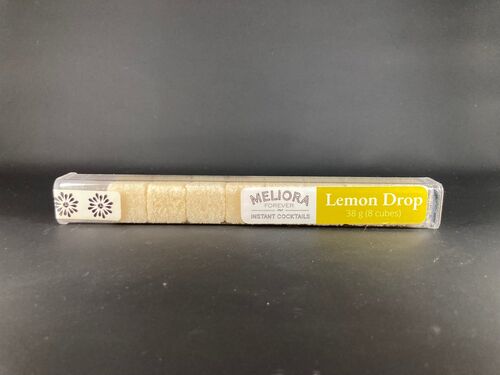 MELIORA
FOREVER
INSTANT COCKTAILS
Lemon Drop
38 g (8 cubes)